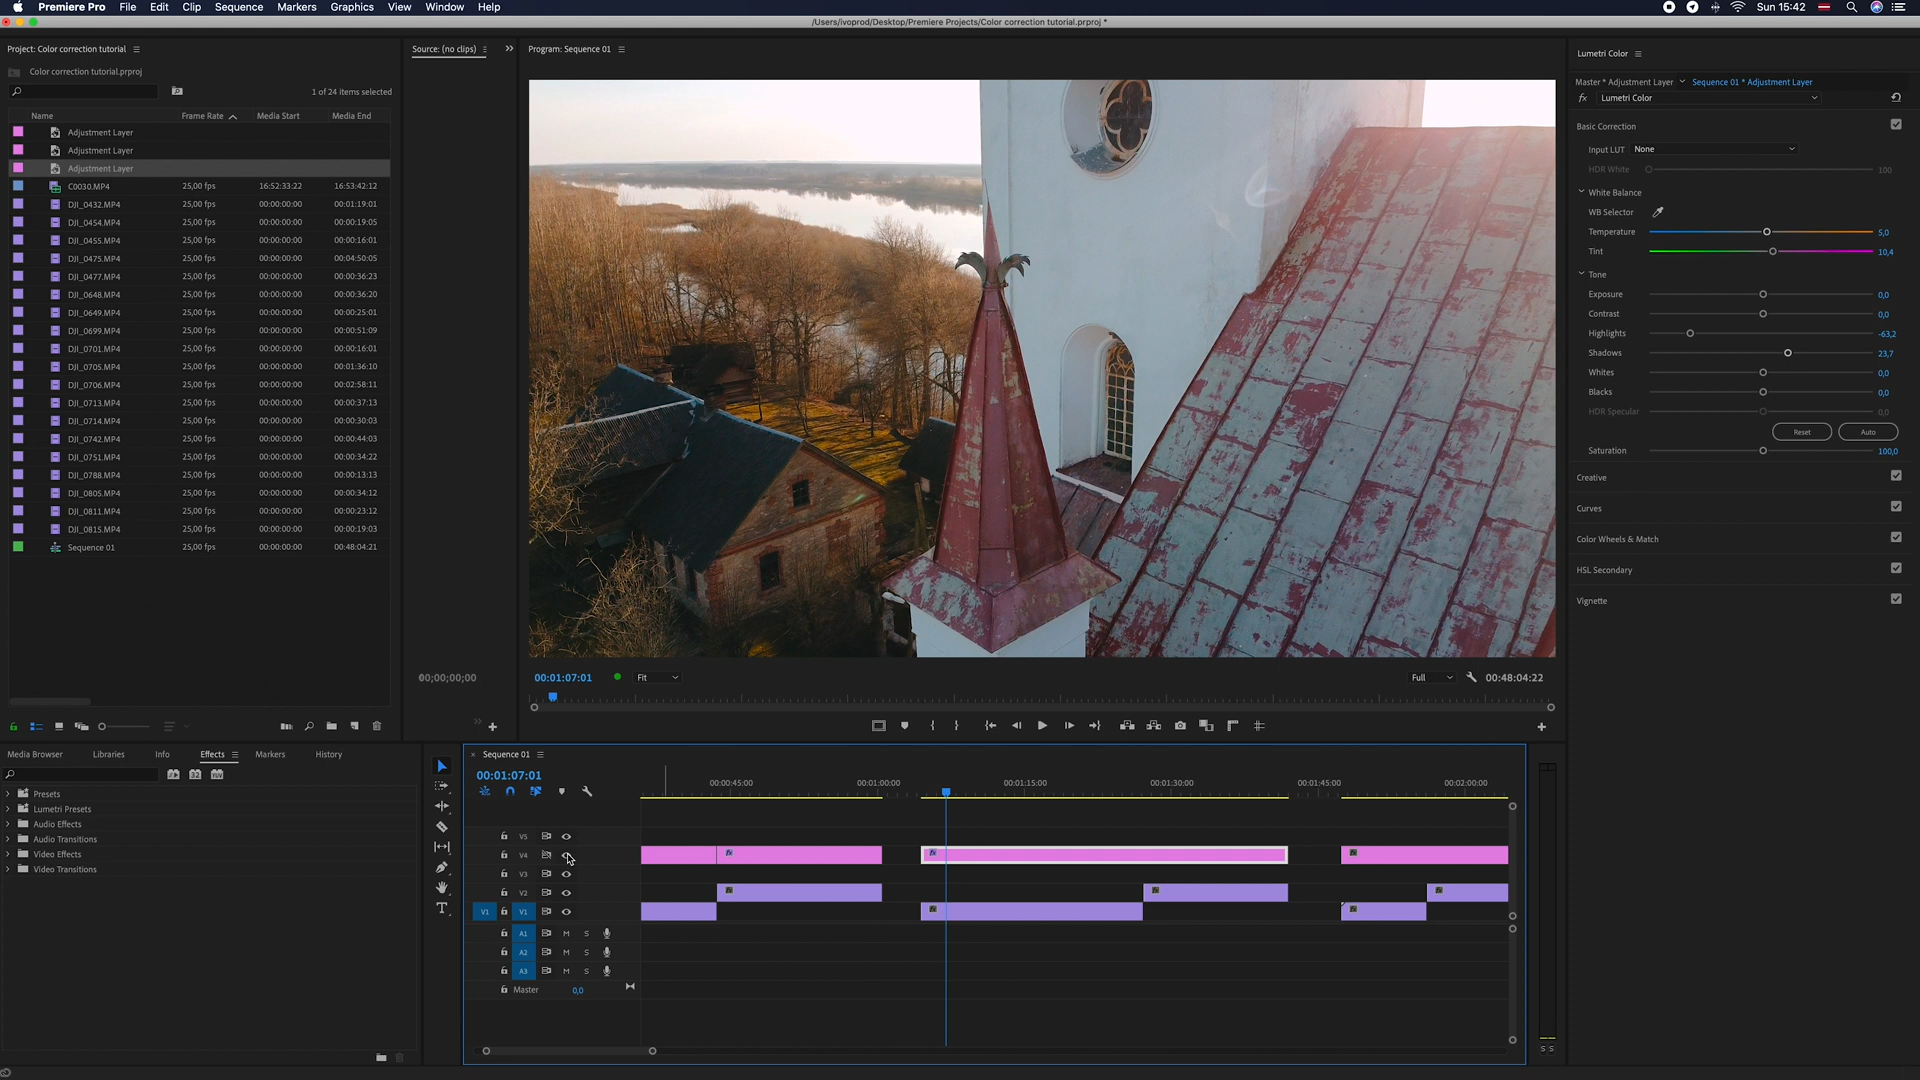 Premiere Pro File Edit Clip Sequence Markers Graphics View Window Help Sun 15:42
/Users/ivoprod/Desktop/Premiere Projects/Color correction tutorial.prproj *
Project: Color correction tutorial
Color correction tutorial.prproj
1 of 24 items selected
Name Frame Rate Media Start Media End
Adjustment Layer
Adjustment Layer
Adjustment Layer
C0030.MP4 25,00 fps 16:52:33:22 16:53:42:12
DJI_0432.MP4 25,00 fps 00:00:00:00 00:01:19:01
DJI_0454.MP4 25,00 fps 00:00:00:00 00:00:19:05
DJI_0455.MP4 25,00 fps 00:00:00:00 00:00:16:01
DJI_0475.MP4 25,00 fps 00:00:00:00 00:04:50:05
DJI_0477.MP4 25,00 fps 00:00:00:00 00:00:36:23
DJI_0648.MP4 25,00 fps 00:00:00:00 00:00:36:20
DJI_0649.MP4 25,00 fps 00:00:00:00 00:00:25:01
DJI_0699.MP4 25,00 fps 00:00:00:00 00:00:51:09
DJI_0701.MP4 25,00 fps 00:00:00:00 00:00:16:01
DJI_0705.MP4 25,00 fps 00:00:00:00 00:01:36:10
DJI_0706.MP4 25,00 fps 00:00:00:00 00:02:58:11
DJI_0713.MP4 25,00 fps 00:00:00:00 00:00:37:13
DJI_0714.MP4 25,00 fps 00:00:00:00 00:00:30:03
DJI_0742.MP4 25,00 fps 00:00:00:00 00:00:44:03
DJI_0751.MP4 25,00 fps 00:00:00:00 00:00:34:22
DJI_0788.MP4 25,00 fps 00:00:00:00 00:00:13:13
DJI_0805.MP4 25,00 fps 00:00:00:00 00:00:34:12
DJI_0811.MP4 25,00 fps 00:00:00:00 00:00:23:12
DJI_0815.MP4 25,00 fps 00:00:00:00 00:00:19:03
Sequence 01 25,00 fps 00:00:00:00 00:48:04:21
Source: (no clips)
00;00;00;00
Program: Sequence 01
00:01:07:01 Fit Full 00:48:04:22
Lumetri Color
Master * Adjustment Layer Sequence 01 * Adjustment Layer
fx Lumetri Color
Basic Correction
Input LUT None
HDR White 100
White Balance
WB Selector
Temperature 5,0
Tint 10,4
Tone
Exposure 0,0
Contrast 0,0
Highlights -63,2
Shadows 23,7
Whites 0,0
Blacks 0,0
HDR Specular 0,0
Reset Auto
Saturation 100,0
Creative
Curves
Color Wheels & Match
HSL Secondary
Vignette
Media Browser Libraries Info Effects Markers History
32 YUV
Presets
Lumetri Presets
Audio Effects
Audio Transitions
Video Effects
Video Transitions
T
Sequence 01
00:01:07:01
00:00:45:00 00:01:00:00 00:01:15:00 00:01:30:00 00:01:45:00 00:02:00:00
V5
V4 fx fx fx
V3
V2 fx fx fx
V1 V1 fx fx
A1 M S
A2 M S
A3 M S
Master 0,0
S S